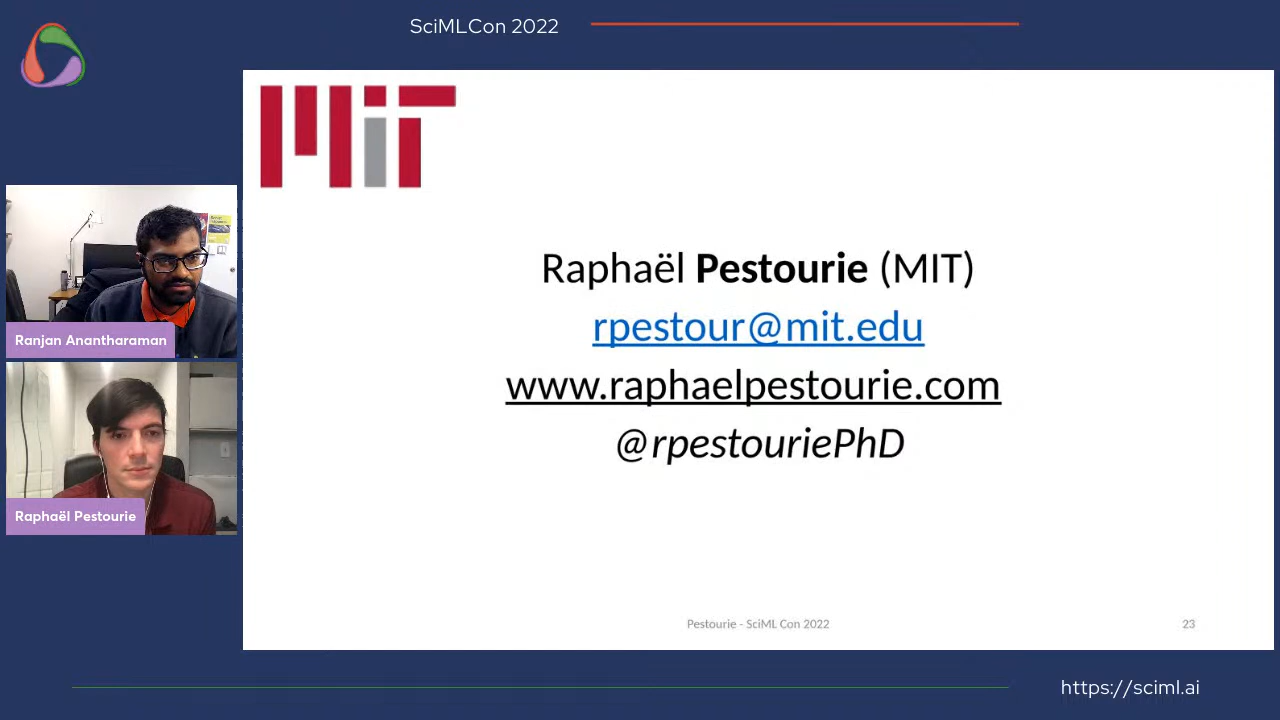 SciMLCon 2022
MIT
Raphaël Pestourie (MIT)
rpestour@mit.edu
www.raphaelpestourie.com
@rpestouriePhD
Ranjan Anantharaman
Raphaël Pestourie
Pestourie - SciML Con 2022
23
https://sciml.ai